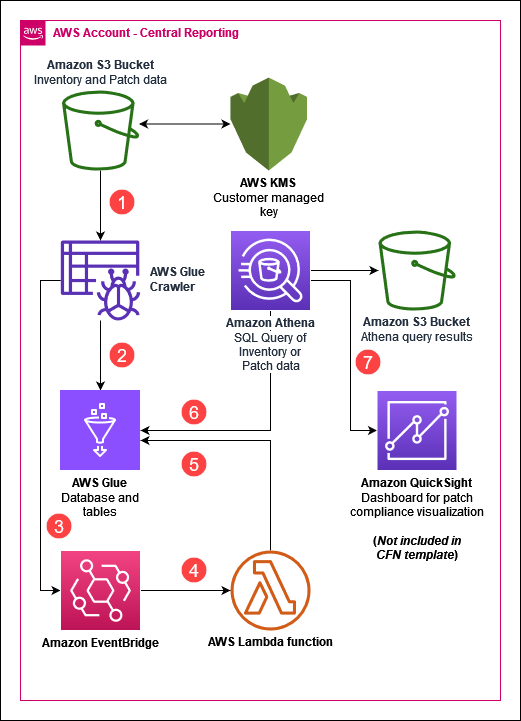 aws
AWS Account - Central Reporting
Amazon S3 Bucket
Inventory and Patch data
AWS KMS
Customer managed
key
1
AWS Glue
Crawler
Amazon Athena
SQL Query of
Inventory or
Patch data
Amazon S3 Bucket
Athena query results
2
7
6
5
AWS Glue
Database and
tables
Amazon QuickSight
Dashboard for patch
compliance visualization
(Not included in
CFN template)
3
4
Amazon EventBridge
AWS Lambda function